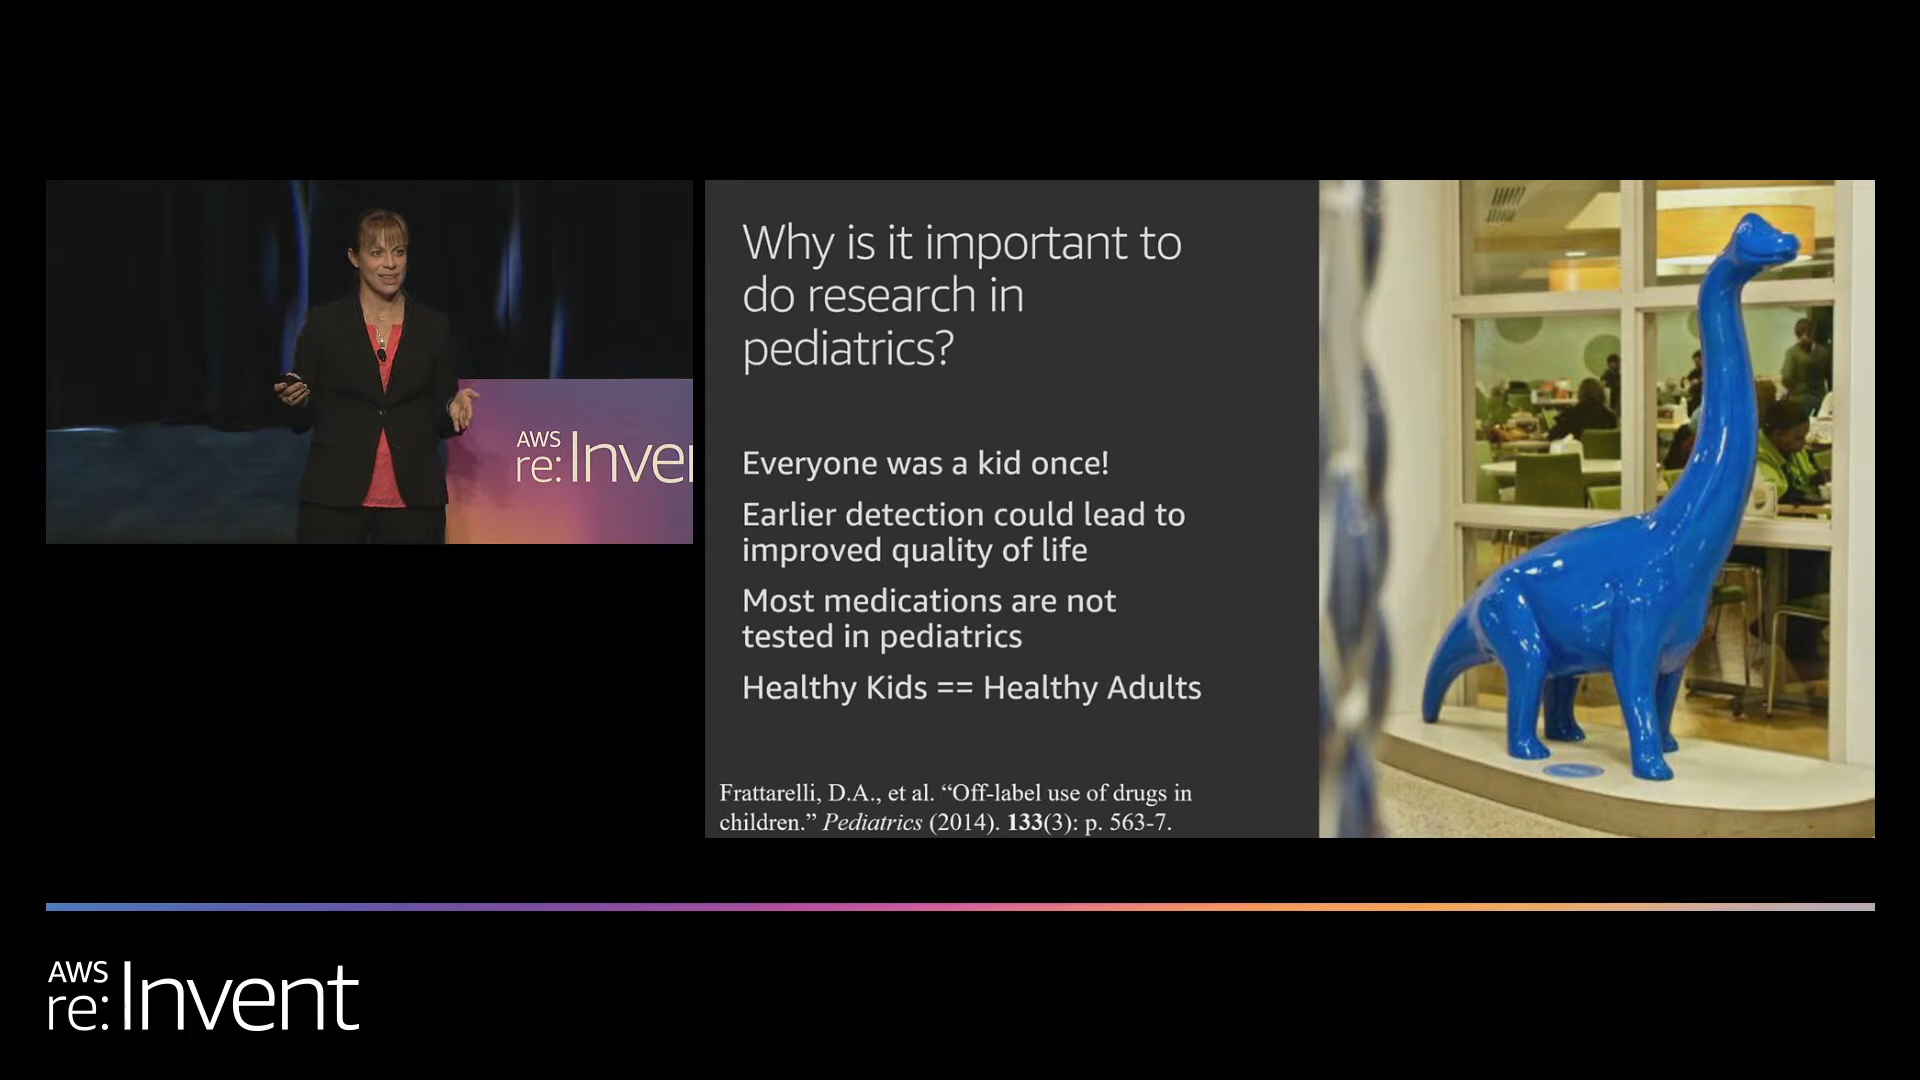 AWS
re: Inven
Why is it important to
do research in
pediatrics?
Everyone was a kid once!
Earlier detection could lead to
improved quality of life
Most medications are not
tested in pediatrics
Healthy Kids == Healthy Adults
Frattarelli, D.A., et al. “Off-label use of drugs in
children.” Pediatrics (2014). 133(3): p. 563-7.
AWS
re: Invent